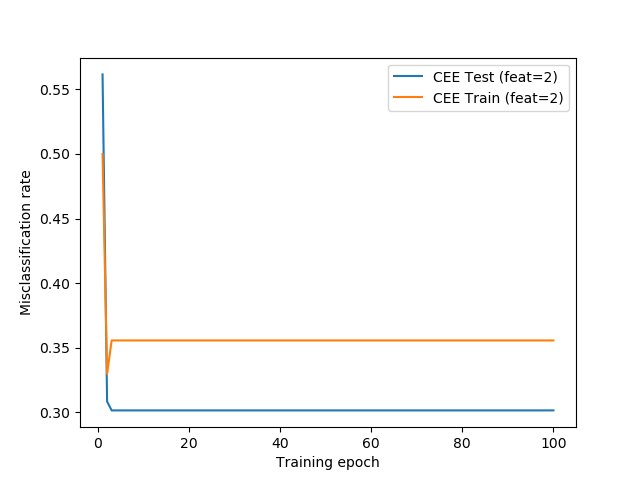 CEE Test (feat=2)
CEE Train (feat=2)
0.55
0.50
0.45
0.40
0.35
0.30
Misclassification rate
0 20 40 60 80 100
Training epoch